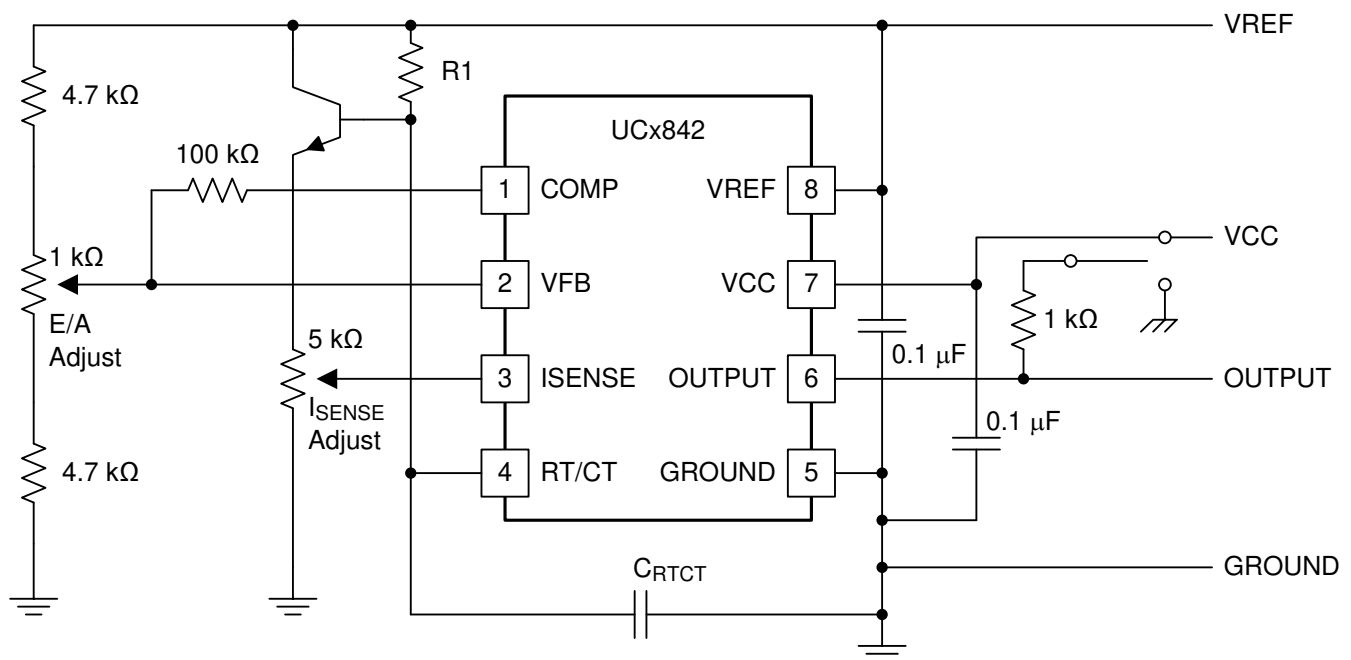 VREF
4.7 kΩ
R1
UCx842
100 kΩ
1 COMP VREF 8
VCC
1 kΩ
2 VFB VCC 7
E/A
Adjust
1 kΩ
5 kΩ
0.1 μF
3 ISENSE OUTPUT 6
OUTPUT
ISENSE
Adjust
0.1 μF
4.7 kΩ
4 RT/CT GROUND 5
CRTCT
GROUND